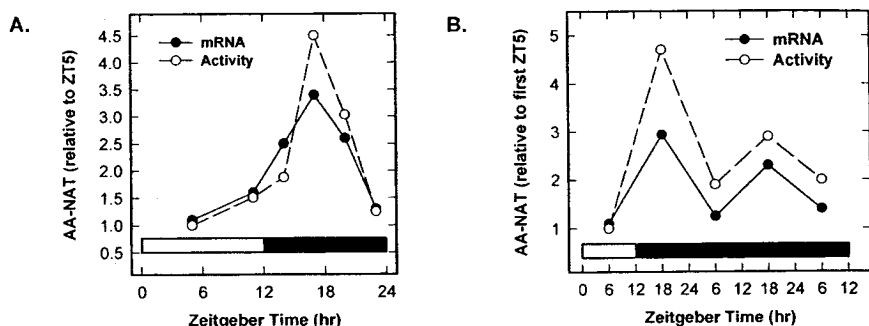 A.
AA-NAT (relative to ZT5)
4.5
4.0
3.5
3.0
2.5
2.0
1.5
1.0
0.5
mRNA
Activity
0 6 12 18 24
Zeitgeber Time (hr)
B.
AA-NAT (relative to first ZT5)
5
4
3
2
1
mRNA
Activity
0 6 12 18 24 6 12 18 24 6 12
Zeitgeber Time (hr)